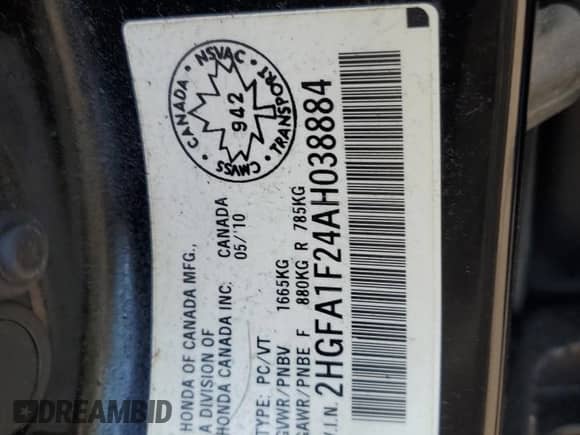 CANADA · NSVAC · TRANSPORT · CMVSS
942
HONDA OF CANADA MFG.,
A DIVISION OF
HONDA CANADA INC. CANADA
05/'10
TYPE: PC/VT
GVWR/PNBV 1665KG
GAWR/PNBE F 880KG R 785KG
V.I.N. 2HGFA1F24AH038884
DREAMBID